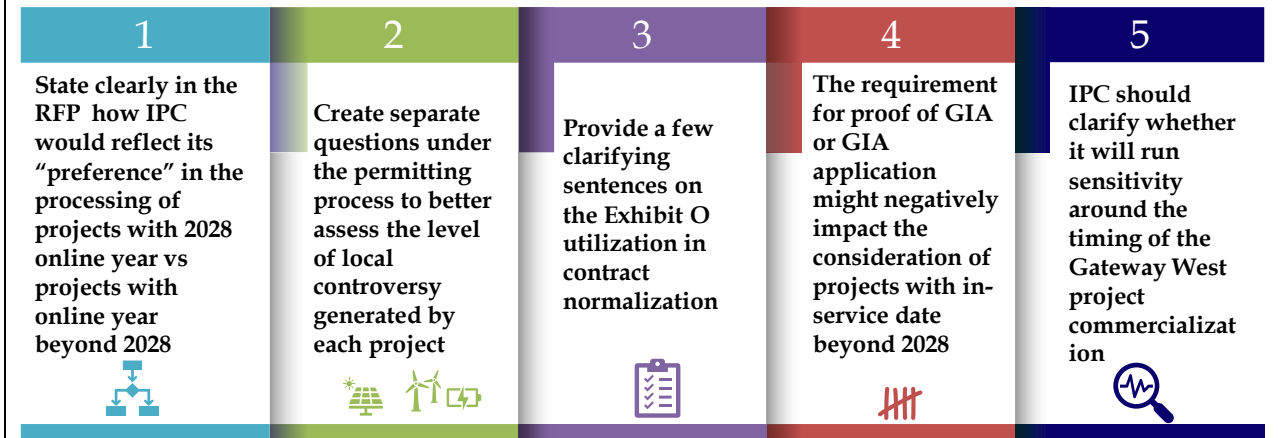 1
State clearly in the
RFP how IPC
would reflect its
“preference” in the
processing of
projects with 2028
online year vs
projects with
online year
beyond 2028
2
Create separate
questions under
the permitting
process to better
assess the level
of local
controversy
generated by
each project
3
Provide a few
clarifying
sentences on
the Exhibit O
utilization in
contract
normalization
4
The requirement
for proof of GIA
or GIA
application
might negatively
impact the
consideration of
projects with in-
service date
beyond 2028
5
IPC should
clarify whether
it will run
sensitivity
around the
timing of the
Gateway West
project
commercializat
ion